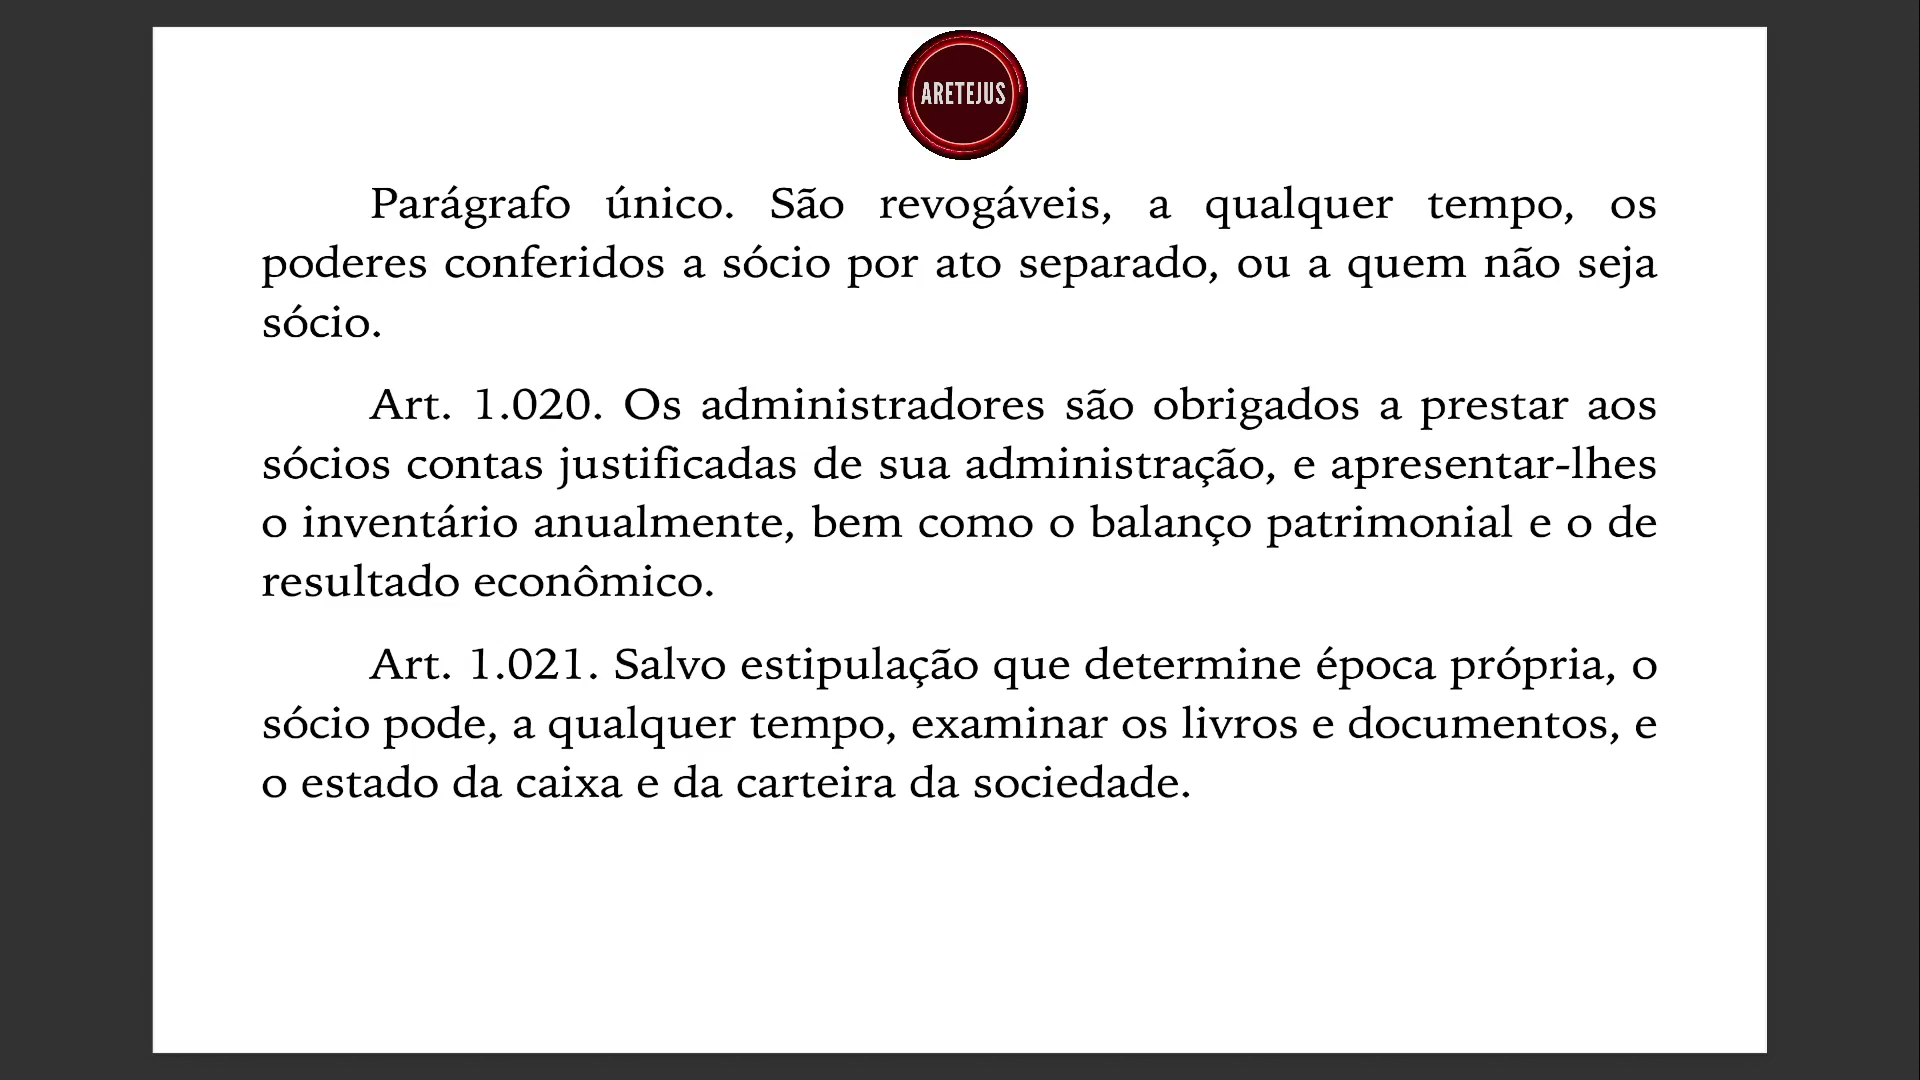 ARETEJUS
Parágrafo único. São revogáveis, a qualquer tempo, os
poderes conferidos a sócio por ato separado, ou a quem não seja
sócio.
Art. 1.020. Os administradores são obrigados a prestar aos
sócios contas justificadas de sua administração, e apresentar-lhes
o inventário anualmente, bem como o balanço patrimonial e o de
resultado econômico.
Art. 1.021. Salvo estipulação que determine época própria, o
sócio pode, a qualquer tempo, examinar os livros e documentos, e
o estado da caixa e da carteira da sociedade.